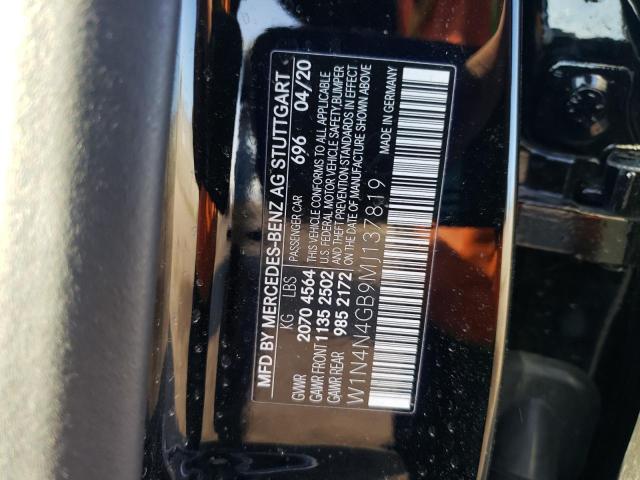 MFD BY MERCEDES-BENZ AG STUTTGART
KG LBS PASSENGER CAR 696 04/20
GVWR 2070 4564 THIS VEHICLE CONFORMS TO ALL APPLICABLE
GAWR FRONT 1135 2502 U.S. FEDERAL MOTOR VEHICLE SAFETY, BUMPER
GAWR REAR 985 2172 AND THEFT PREVENTION STANDARDS IN EFFECT
ON THE DATE OF MANUFACTURE SHOWN ABOVE
W1N4N4GB9MJ137819 MADE IN GERMANY